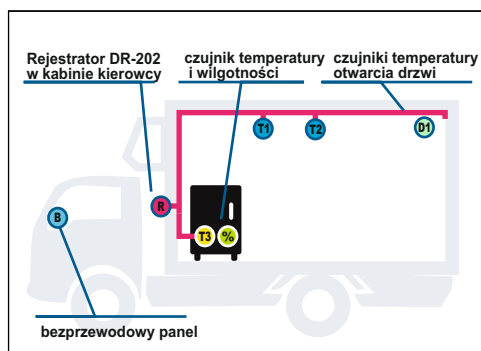 Rejestrator DR-202
w kabinie kierowcy
czujnik temperatury
i wilgotności
czujniki temperatury
otwarcia drzwi
T1
T2
D1
B
R
T3
%
bezprzewodowy panel